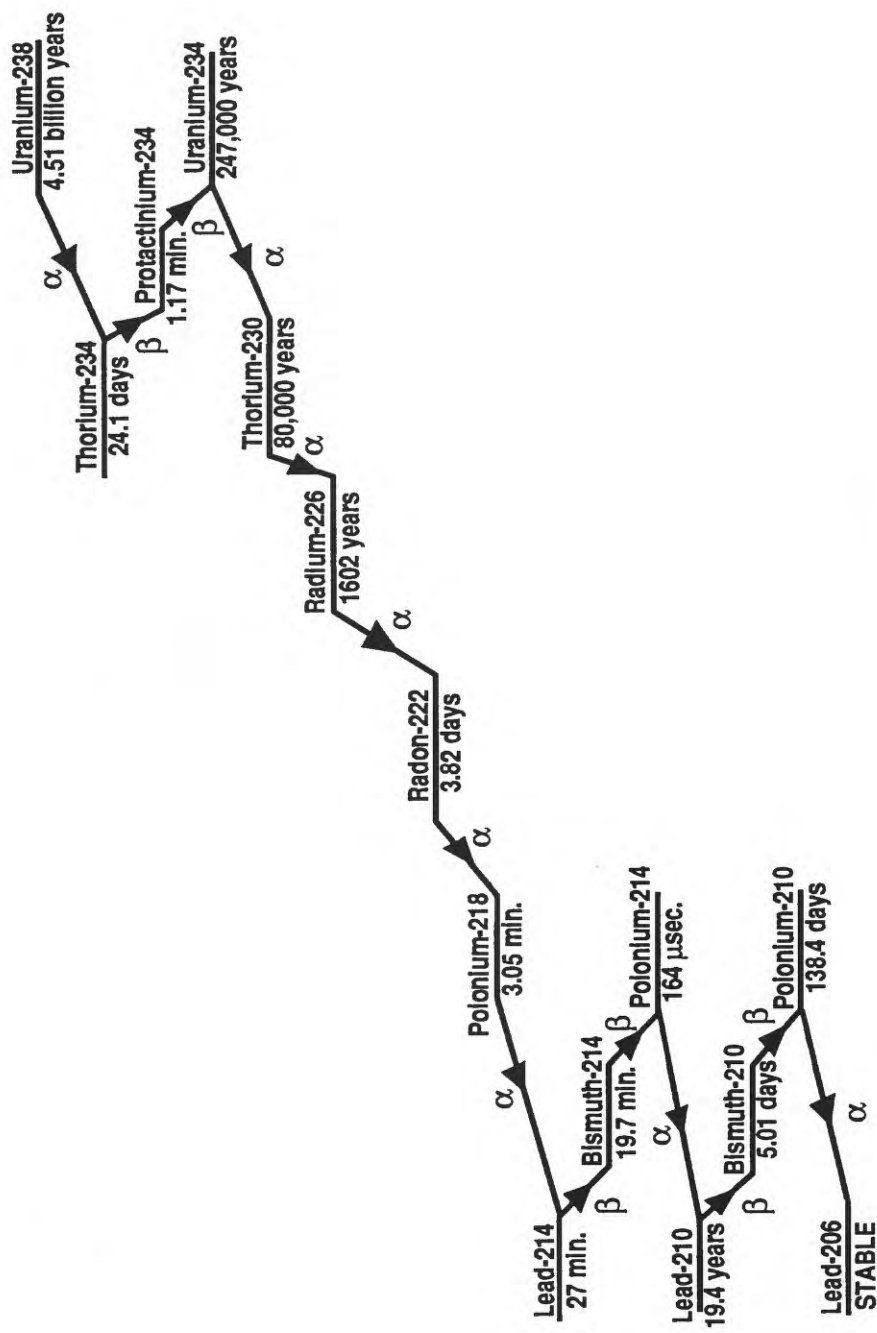 Uranium-238
4.51 billion years
α
Thorium-234
24.1 days
β
Protactinium-234
1.17 min.
β
Uranium-234
247,000 years
α
Thorium-230
80,000 years
α
Radium-226
1602 years
α
Radon-222
3.82 days
α
Polonium-218
3.05 min.
α
Lead-214
27 min.
β
Bismuth-214
19.7 min.
β
Polonium-214
164 μsec.
α
Lead-210
19.4 years
β
Bismuth-210
5.01 days
β
Polonium-210
138.4 days
α
Lead-206
STABLE